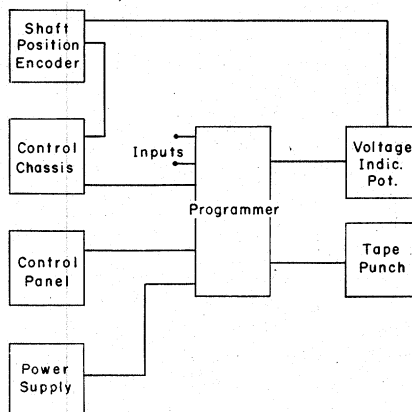 Shaft
Position
Encoder
Control
Chassis
Inputs
Programmer
Voltage
Indic.
Pot.
Control
Panel
Tape
Punch
Power
Supply